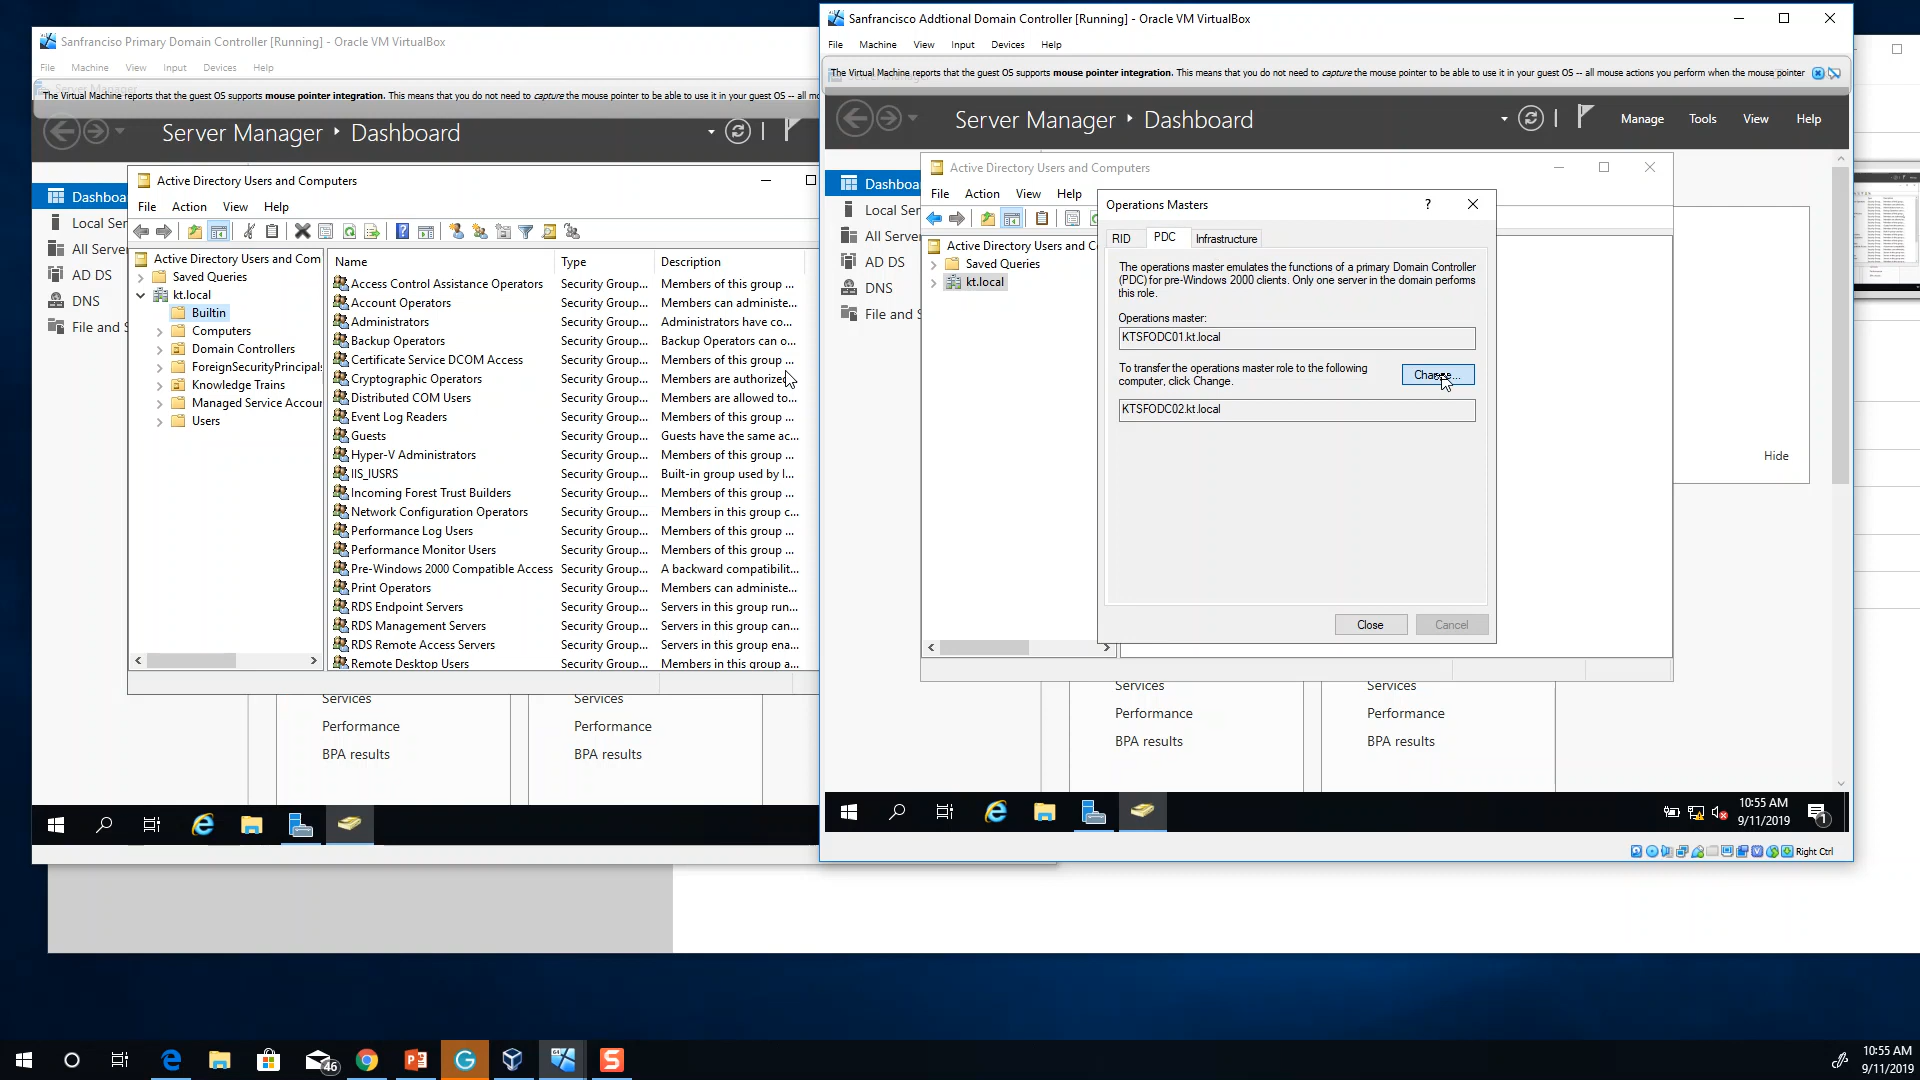 Sanfranciso Primary Domain Controller [Running] - Oracle VM VirtualBox
File Machine View Input Devices Help
The Virtual Machine reports that the guest OS supports mouse pointer integration. This means that you do not need to capture the mouse pointer to be able to use it in your guest OS -- all mo
Server Manager Dashboard
Dashboa
Local Ser
All Server
AD DS
DNS
File and S
Active Directory Users and Computers
File Action View Help
Active Directory Users and Com
Saved Queries
kt.local
Builtin
Computers
Domain Controllers
ForeignSecurityPrincipals
Knowledge Trains
Managed Service Accour
Users
Name Type Description
Access Control Assistance Operators Security Group... Members of this group ...
Account Operators Security Group... Members can administe...
Administrators Security Group... Administrators have co...
Backup Operators Security Group... Backup Operators can o...
Certificate Service DCOM Access Security Group... Members of this group ...
Cryptographic Operators Security Group... Members are authorized
Distributed COM Users Security Group... Members are allowed to...
Event Log Readers Security Group... Members of this group ...
Guests Security Group... Guests have the same ac...
Hyper-V Administrators Security Group... Members of this group ...
IIS_IUSRS Security Group... Built-in group used by I...
Incoming Forest Trust Builders Security Group... Members of this group ...
Network Configuration Operators Security Group... Members in this group c...
Performance Log Users Security Group... Members of this group ...
Performance Monitor Users Security Group... Members of this group ...
Pre-Windows 2000 Compatible Access Security Group... A backward compatibilit...
Print Operators Security Group... Members can administe...
RDS Endpoint Servers Security Group... Servers in this group run...
RDS Management Servers Security Group... Servers in this group can...
RDS Remote Access Servers Security Group... Servers in this group ena...
Remote Desktop Users Security Group... Members in this group a...
Services Services
Performance Performance
BPA results BPA results
Sanfrancisco Addtional Domain Controller [Running] - Oracle VM VirtualBox
File Machine View Input Devices Help
The Virtual Machine reports that the guest OS supports mouse pointer integration. This means that you do not need to capture the mouse pointer to be able to use it in your guest OS -- all mouse actions you perform when the mouse pointer
Server Manager Dashboard
Manage Tools View Help
Dashboa
Local Ser
All Server
AD DS
DNS
File and S
Active Directory Users and Computers
File Action View Help
Active Directory Users and C
Saved Queries
kt.local
Operations Masters
RID PDC Infrastructure
The operations master emulates the functions of a primary Domain Controller
(PDC) for pre-Windows 2000 clients. Only one server in the domain performs
this role.
Operations master:
KTSFODC01.kt.local
To transfer the operations master role to the following
computer, click Change.
Change...
KTSFODC02.kt.local
Close Cancel
Hide
Services Services
Performance Performance
BPA results BPA results
10:55 AM
9/11/2019
1
Right Ctrl
46
10:55 AM
9/11/2019